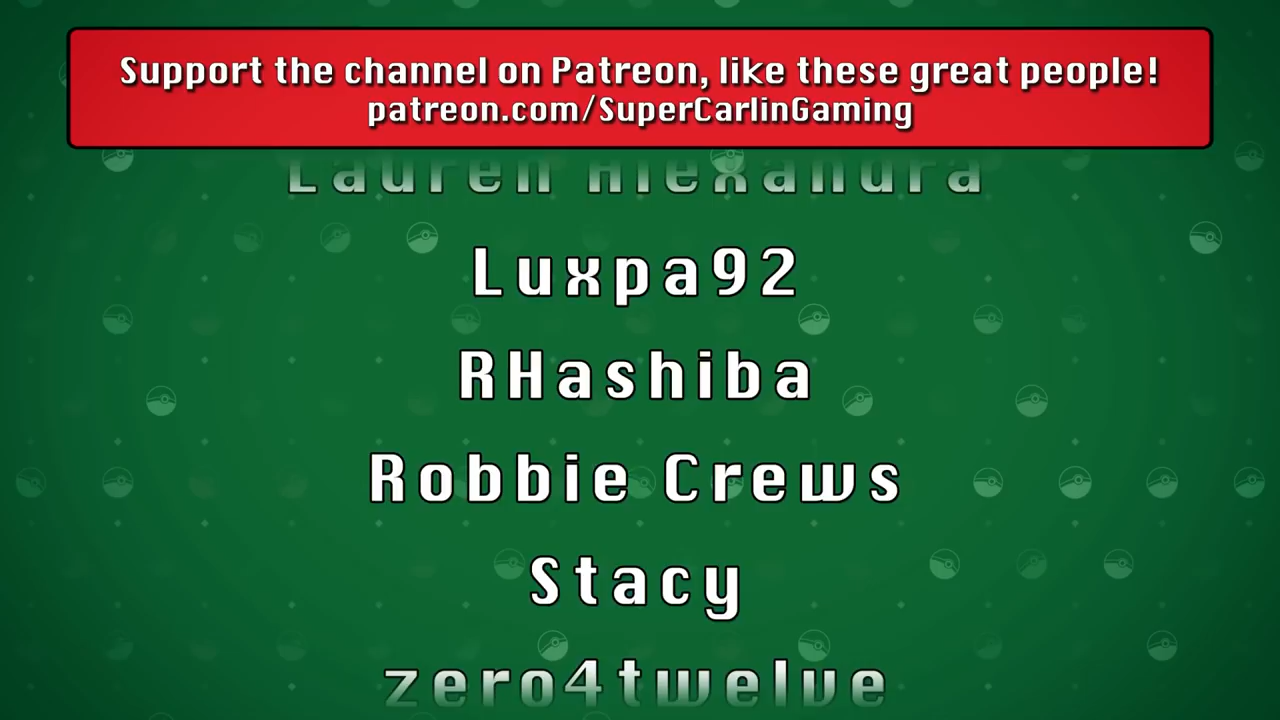 Support the channel on Patreon, like these great people!
patreon.com/SuperCarlinGaming
Lauren Alexandra
Luxpa92
RHashiba
Robbie Crews
Stacy
zero4twelve